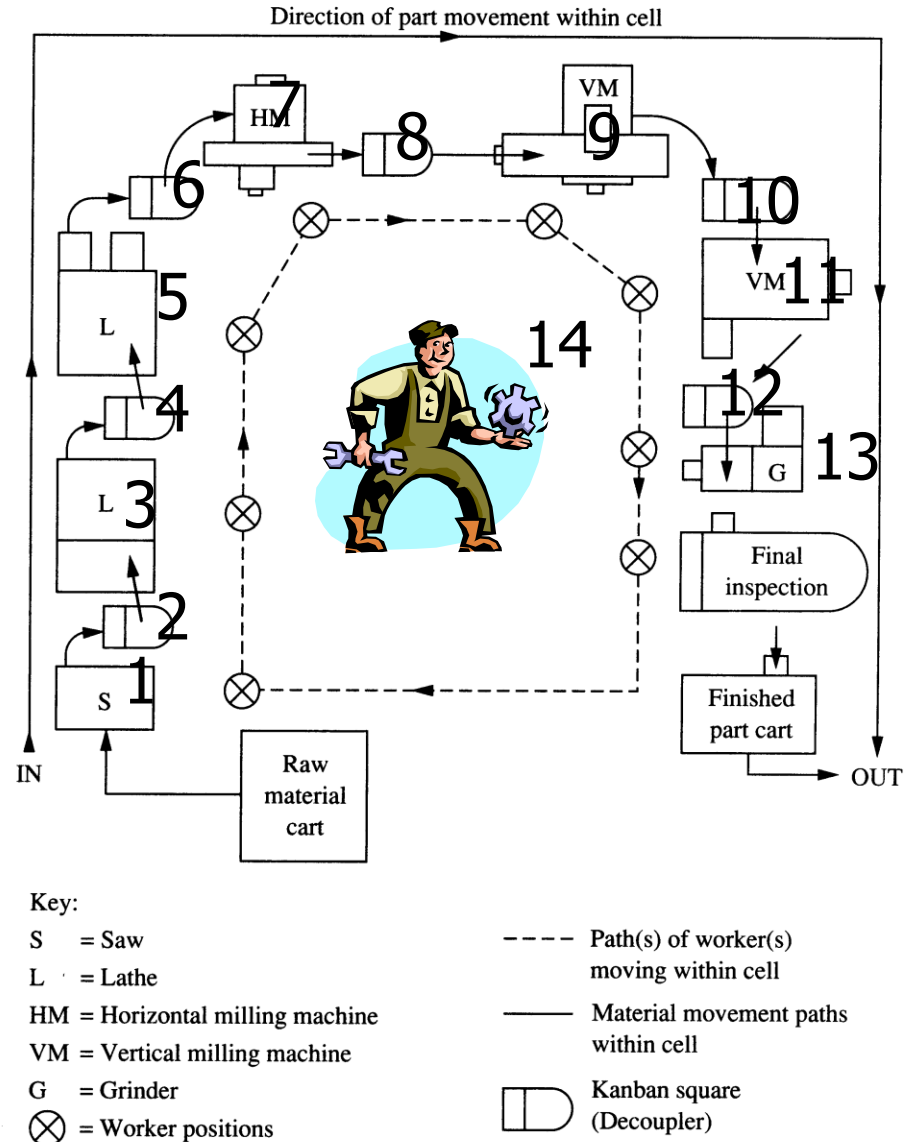 Direction of part movement within cell
7
HM
8
VM
9
6
10
5
L
VM
11
14
4
12
L
3
G
13
2
Final
inspection
1
S
Finished
part cart
IN
Raw
material
cart
OUT
Key:
S = Saw
L = Lathe
HM = Horizontal milling machine
VM = Vertical milling machine
G = Grinder
= Worker positions
Path(s) of worker(s)
moving within cell
Material movement paths
within cell
Kanban square
(Decoupler)